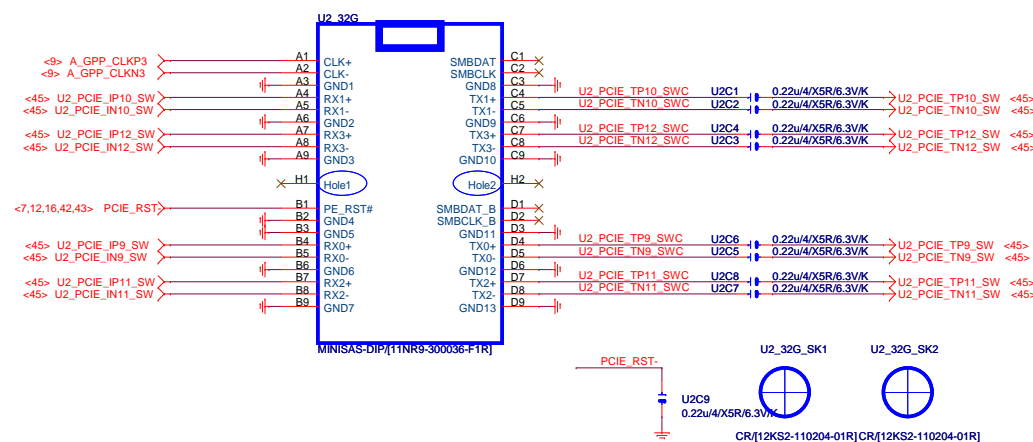 U2_32G
<9> A_GPP_CLKP3 A1 CLK+ SMBDAT C1
<9> A_GPP_CLKN3 A2 CLK- SMBCLK C2
A3 GND1 GND8 C3
<45> U2_PCIE_IP10_SW A4 RX1+ TX1+ C4 U2_PCIE_TP10_SWC U2C1 0.22u/4/X5R/6.3V/K U2_PCIE_TP10_SW <45>
<45> U2_PCIE_IN10_SW A5 RX1- TX1- C5 U2_PCIE_TN10_SWC U2C2 0.22u/4/X5R/6.3V/K U2_PCIE_TN10_SW <45>
A6 GND2 GND9 C6
<45> U2_PCIE_IP12_SW A7 RX3+ TX3+ C7 U2_PCIE_TP12_SWC U2C4 0.22u/4/X5R/6.3V/K U2_PCIE_TP12_SW <45>
<45> U2_PCIE_IN12_SW A8 RX3- TX3- C8 U2_PCIE_TN12_SWC U2C3 0.22u/4/X5R/6.3V/K U2_PCIE_TN12_SW <45>
A9 GND3 GND10 C9
H1 Hole1 Hole2 H2
<7,12,16,42,43> PCIE_RST- B1 PE_RST# SMBDAT_B D1
B2 GND4 SMBCLK_B D2
B3 GND5 GND11 D3
<45> U2_PCIE_IP9_SW B4 RX0+ TX0+ D4 U2_PCIE_TP9_SWC U2C6 0.22u/4/X5R/6.3V/K U2_PCIE_TP9_SW <45>
<45> U2_PCIE_IN9_SW B5 RX0- TX0- D5 U2_PCIE_TN9_SWC U2C5 0.22u/4/X5R/6.3V/K U2_PCIE_TN9_SW <45>
B6 GND6 GND12 D6
<45> U2_PCIE_IP11_SW B7 RX2+ TX2+ D7 U2_PCIE_TP11_SWC U2C8 0.22u/4/X5R/6.3V/K U2_PCIE_TP11_SW <45>
<45> U2_PCIE_IN11_SW B8 RX2- TX2- D8 U2_PCIE_TN11_SWC U2C7 0.22u/4/X5R/6.3V/K U2_PCIE_TN11_SW <45>
B9 GND7 GND13 D9
MINISAS-DIP/[11NR9-300036-F1R]
PCIE_RST-
U2C9
0.22u/4/X5R/6.3V/K
U2_32G_SK1 U2_32G_SK2
CR/[12KS2-110204-01R] CR/[12KS2-110204-01R]